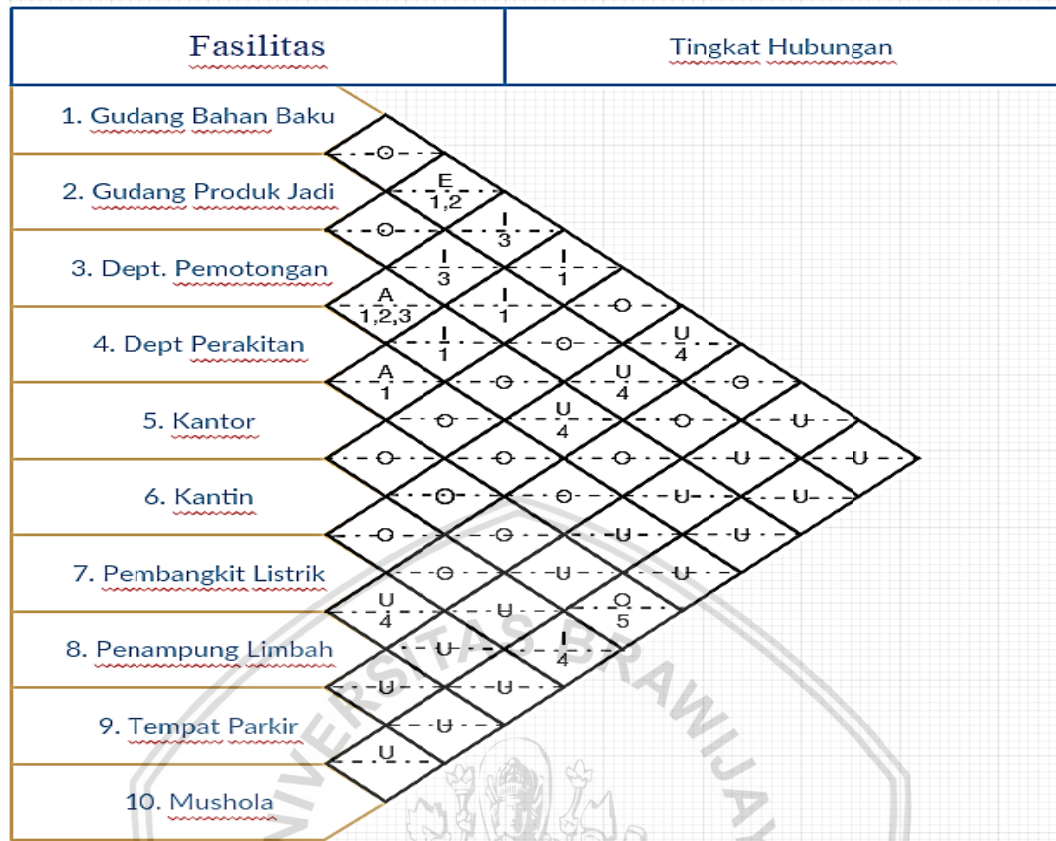 Fasilitas
Tingkat Hubungan
1. Gudang Bahan Baku
2. Gudang Produk Jadi
3. Dept. Pemotongan
4. Dept Perakitan
5. Kantor
6. Kantin
7. Pembangkit Listrik
8. Penampung Limbah
9. Tempat Parkir
10. Mushola
O
E
1,2
O I
3
I I
3 1
A I O
1,2,3 1
I O U
1 4
A O U O
1 4
O U O U
4
O O O U U
O O U U
O O U U
O U U
U U O
4 5
U I
4
U U
U
U
UNIVERSITAS BRAWIJAY